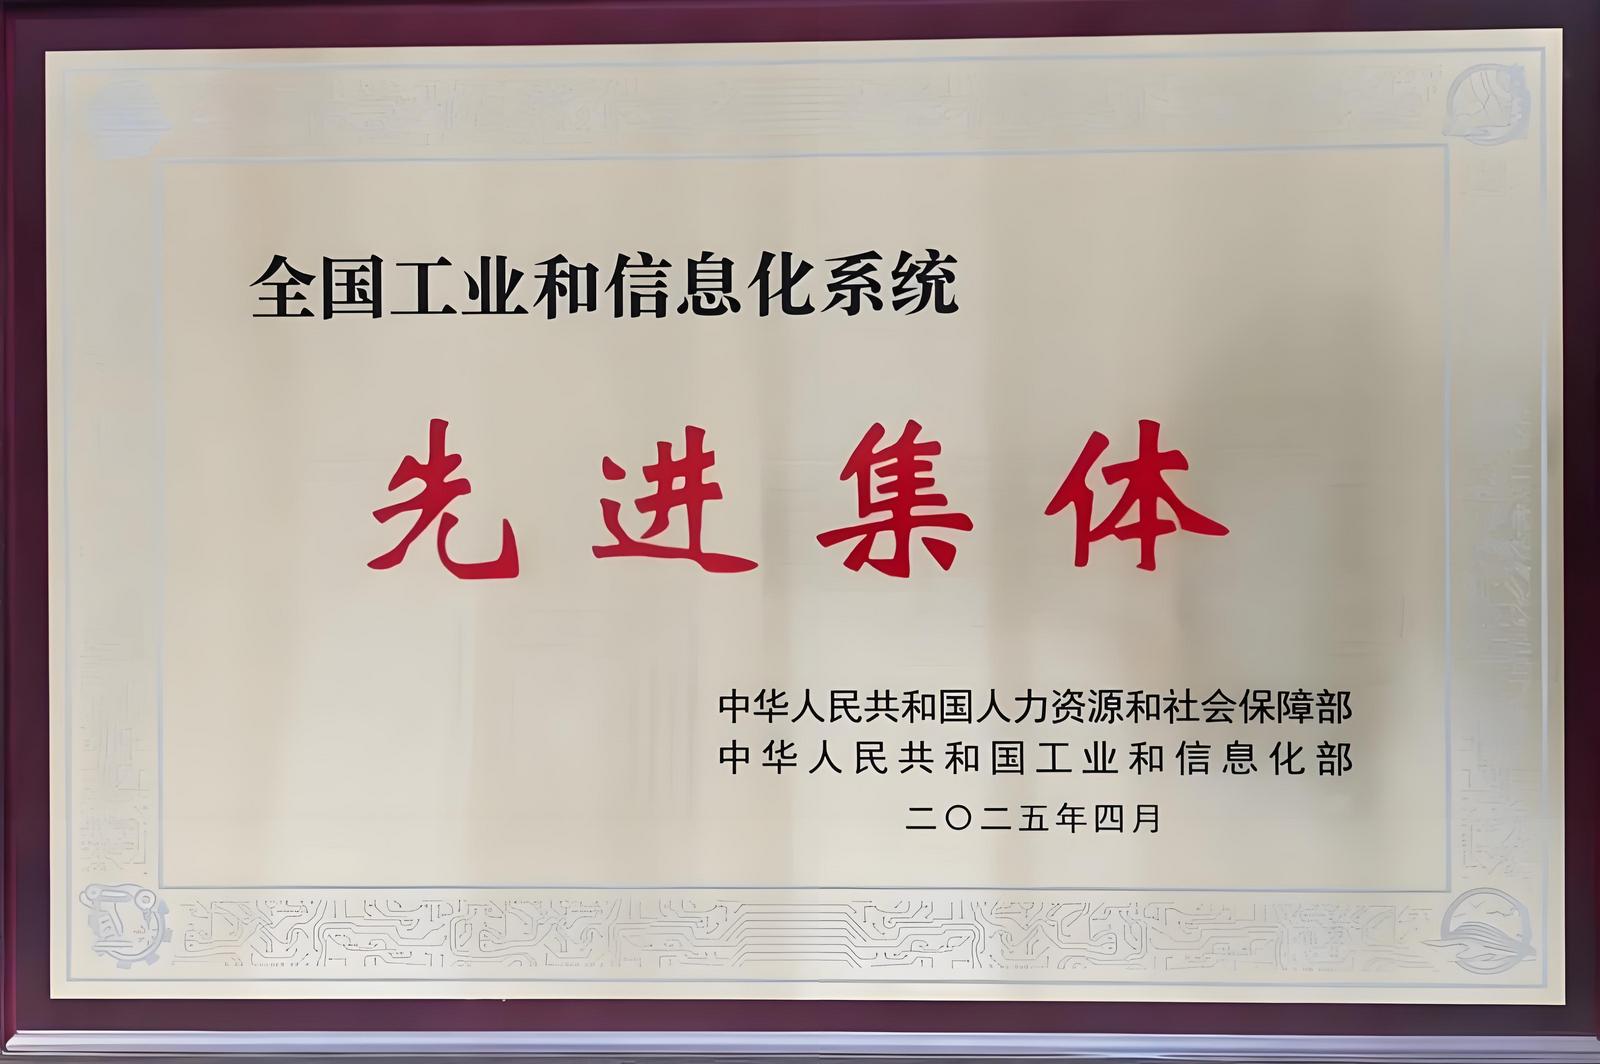 全国工业和信息化系统
先进集体
中华人民共和国人力资源和社会保障部
中华人民共和国工业和信息化部
二〇二五年四月